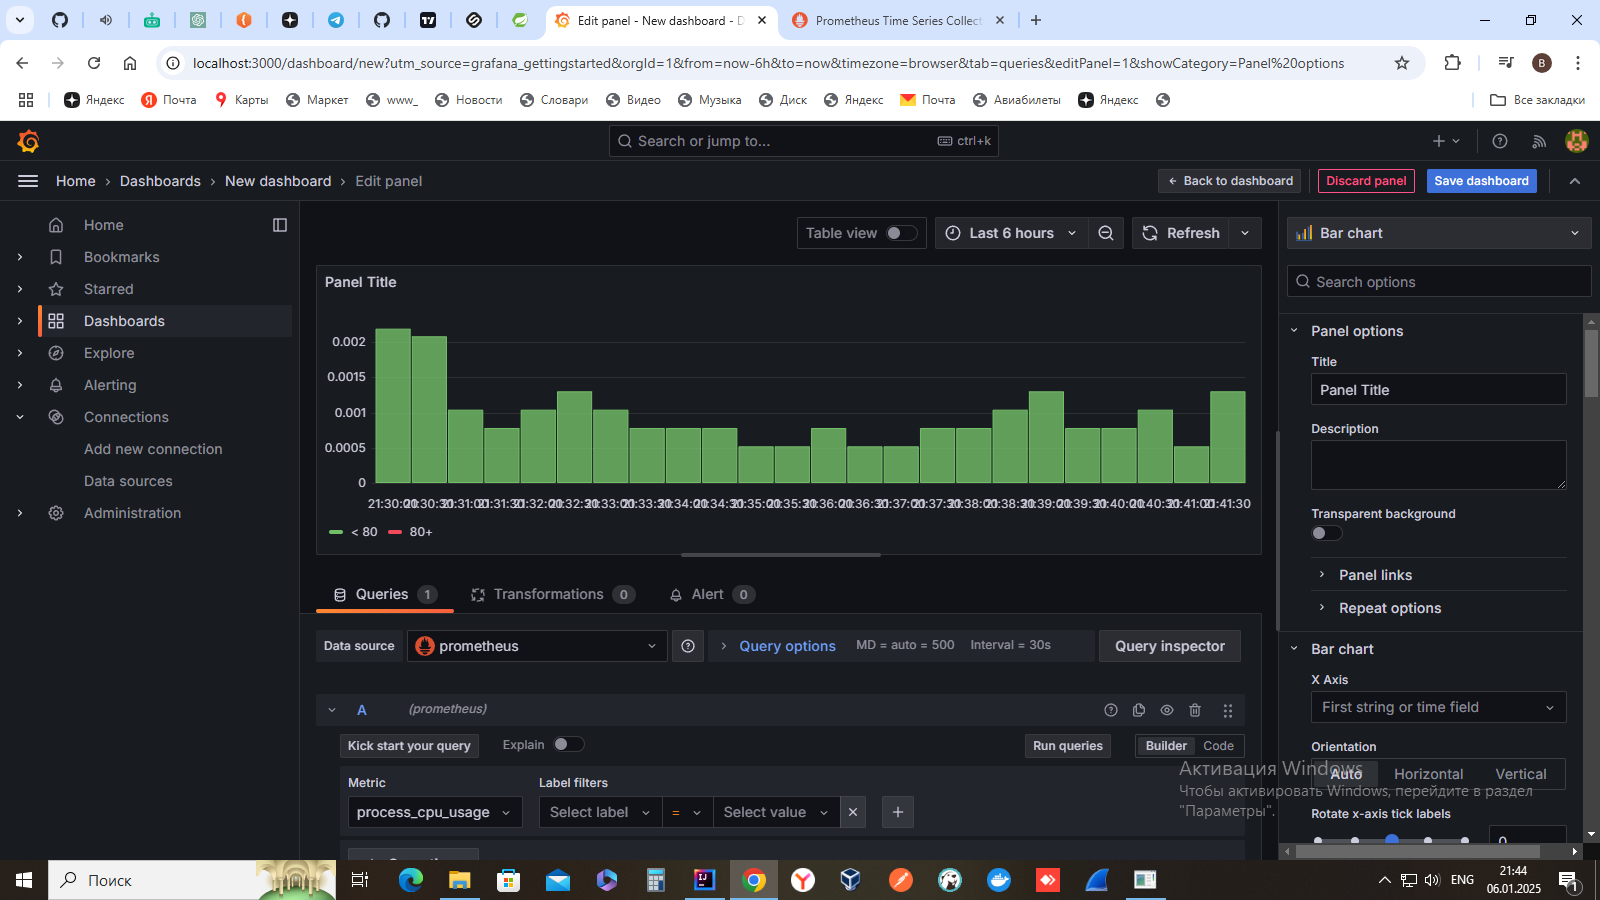 Edit panel - New dashboard - D
Prometheus Time Series Collect
localhost:3000/dashboard/new?utm_source=grafana_gettingstarted&orgId=1&from=now-6h&to=now&timezone=browser&tab=queries&editPanel=1&showCategory=Panel%20options
B
Яндекс
Почта
Карты
Маркет
www_
Новости
Словари
Видео
Музыка
Диск
Яндекс
Почта
Авиабилеты
Яндекс
Все закладки
Search or jump to...
ctrl+k
Home › Dashboards › New dashboard › Edit panel
Back to dashboard
Discard panel
Save dashboard
Home
Bookmarks
Starred
Dashboards
Explore
Alerting
Connections
Add new connection
Data sources
Administration
Table view
Last 6 hours
Refresh
Panel Title
0.002
0.0015
0.001
0.0005
0
21:30:00
21:30:30
21:31:00
21:31:30
21:32:00
21:32:30
21:33:00
21:33:30
21:34:00
21:34:30
21:35:00
21:35:30
21:36:00
21:36:30
21:37:00
21:37:30
21:38:00
21:38:30
21:39:00
21:39:30
21:40:00
21:40:30
21:41:00
21:41:30
< 80
80+
Queries 1
Transformations 0
Alert 0
Data source
prometheus
Query options
MD = auto = 500
Interval = 30s
Query inspector
A
(prometheus)
Kick start your query
Explain
Run queries
Builder
Code
Metric
Label filters
process_cpu_usage
Select label
=
Select value
Bar chart
Search options
Panel options
Title
Panel Title
Description
Transparent background
Panel links
Repeat options
Bar chart
X Axis
First string or time field
Orientation
Auto
Horizontal
Vertical
Rotate x-axis tick labels
0
Активация Windows
Чтобы активировать Windows, перейдите в раздел
"Параметры".
Поиск
ENG
21:44
06.01.2025
1